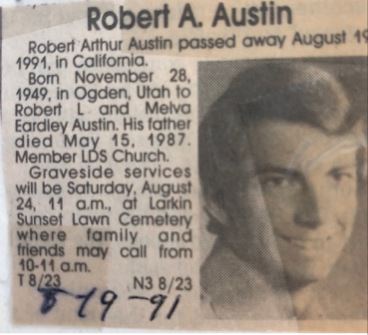 Robert A. Austin
Robert Arthur Austin passed away August 19
1991, in California.
Born November 28,
1949, in Ogden, Utah to
Robert L and Melva
Eardley Austin. His father
died May 15, 1987.
Member LDS Church.
Graveside services
will be Saturday, August
24, 11 a.m., at Larkin
Sunset Lawn Cemetery
where family and
friends may call from
10-11 a.m.
T 8/23 N3 8/23
8-19-91